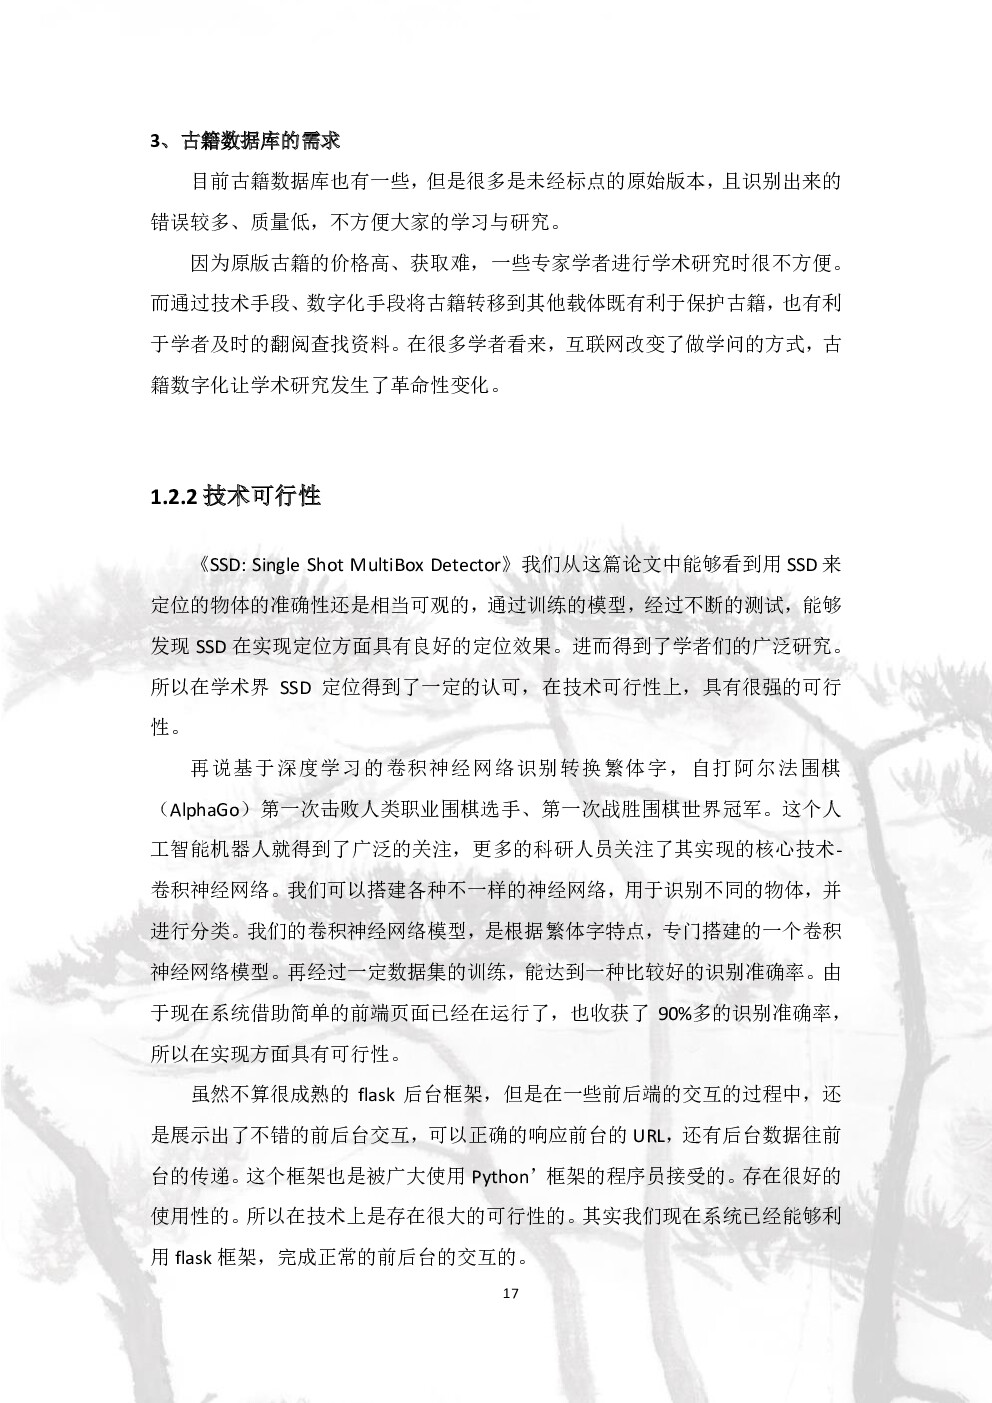 3、古籍数据库的需求
目前古籍数据库也有一些，但是很多是未经标点的原始版本，且识别出来的
错误较多、质量低，不方便大家的学习与研究。
因为原版古籍的价格高、获取难，一些专家学者进行学术研究时很不方便。
而通过技术手段、数字化手段将古籍转移到其他载体既有利于保护古籍，也有利
于学者及时的翻阅查找资料。在很多学者看来，互联网改变了做学问的方式，古
籍数字化让学术研究发生了革命性变化。
1.2.2 技术可行性
《SSD: Single Shot MultiBox Detector》我们从这篇论文中能够看到用 SSD 来
定位的物体的准确性还是相当可观的，通过训练的模型，经过不断的测试，能够
发现 SSD 在实现定位方面具有良好的定位效果。进而得到了学者们的广泛研究。
所以在学术界 SSD 定位得到了一定的认可，在技术可行性上，具有很强的可行
性。
再说基于深度学习的卷积神经网络识别转换繁体字，自打阿尔法围棋
（AlphaGo）第一次击败人类职业围棋选手、第一次战胜围棋世界冠军。这个人
工智能机器人就得到了广泛的关注，更多的科研人员关注了其实现的核心技术-
卷积神经网络。我们可以搭建各种不一样的神经网络，用于识别不同的物体，并
进行分类。我们的卷积神经网络模型，是根据繁体字特点，专门搭建的一个卷积
神经网络模型。再经过一定数据集的训练，能达到一种比较好的识别准确率。由
于现在系统借助简单的前端页面已经在运行了，也收获了 90%多的识别准确率，
所以在实现方面具有可行性。
虽然不算很成熟的 flask 后台框架，但是在一些前后端的交互的过程中，还
是展示出了不错的前后台交互，可以正确的响应前台的 URL，还有后台数据往前
台的传递。这个框架也是被广大使用 Python’框架的程序员接受的。存在很好的
使用性的。所以在技术上是存在很大的可行性的。其实我们现在系统已经能够利
用 flask 框架，完成正常的前后台的交互的。
17